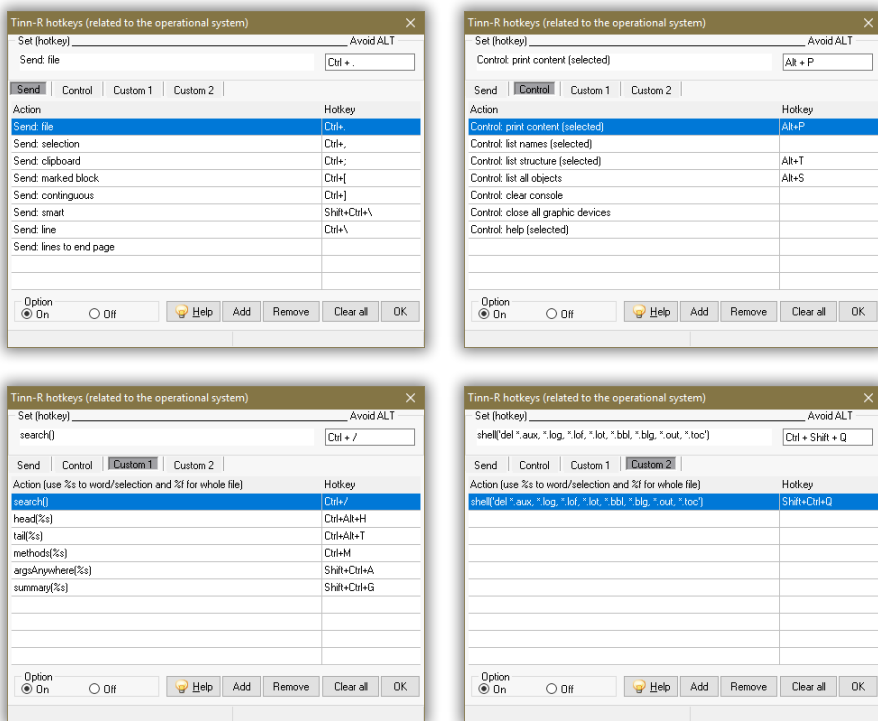 Tinn-R hotkeys (related to the operational system)
Set (hotkey) Avoid ALT
Send: file Ctrl + .
Send Control Custom 1 Custom 2
Action Hotkey
Send: file Ctrl+.
Send: selection Ctrl+,
Send: clipboard Ctrl+;
Send: marked block Ctrl+[
Send: continguous Ctrl+]
Send: smart Shift+Ctrl+\
Send: line Ctrl+\
Send: lines to end page
Option
On Off Help Add Remove Clear all OK
Tinn-R hotkeys (related to the operational system)
Set (hotkey) Avoid ALT
Control: print content (selected) Alt + P
Send Control Custom 1 Custom 2
Action Hotkey
Control: print content (selected) Alt+P
Control: list names (selected)
Control: list structure (selected) Alt+T
Control: list all objects Alt+S
Control: clear console
Control: close all graphic devices
Control: help (selected)
Option
On Off Help Add Remove Clear all OK
Tinn-R hotkeys (related to the operational system)
Set (hotkey) Avoid ALT
search() Ctrl + /
Send Control Custom 1 Custom 2
Action (use %s to word/selection and %f for whole file) Hotkey
search() Ctrl+/
head(%s) Ctrl+Alt+H
tail(%s) Ctrl+Alt+T
methods(%s) Ctrl+M
argsAnywhere(%s) Shift+Ctrl+A
summary(%s) Shift+Ctrl+G
Option
On Off Help Add Remove Clear all OK
Tinn-R hotkeys (related to the operational system)
Set (hotkey) Avoid ALT
shell('del *.aux, *.log, *.lof, *.lot, *.bbl, *.blg, *.out, *.toc') Ctrl + Shift + Q
Send Control Custom 1 Custom 2
Action (use %s to word/selection and %f for whole file) Hotkey
shell('del *.aux, *.log, *.lof, *.lot, *.bbl, *.blg, *.out, *.toc') Shift+Ctrl+Q
Option
On Off Help Add Remove Clear all OK